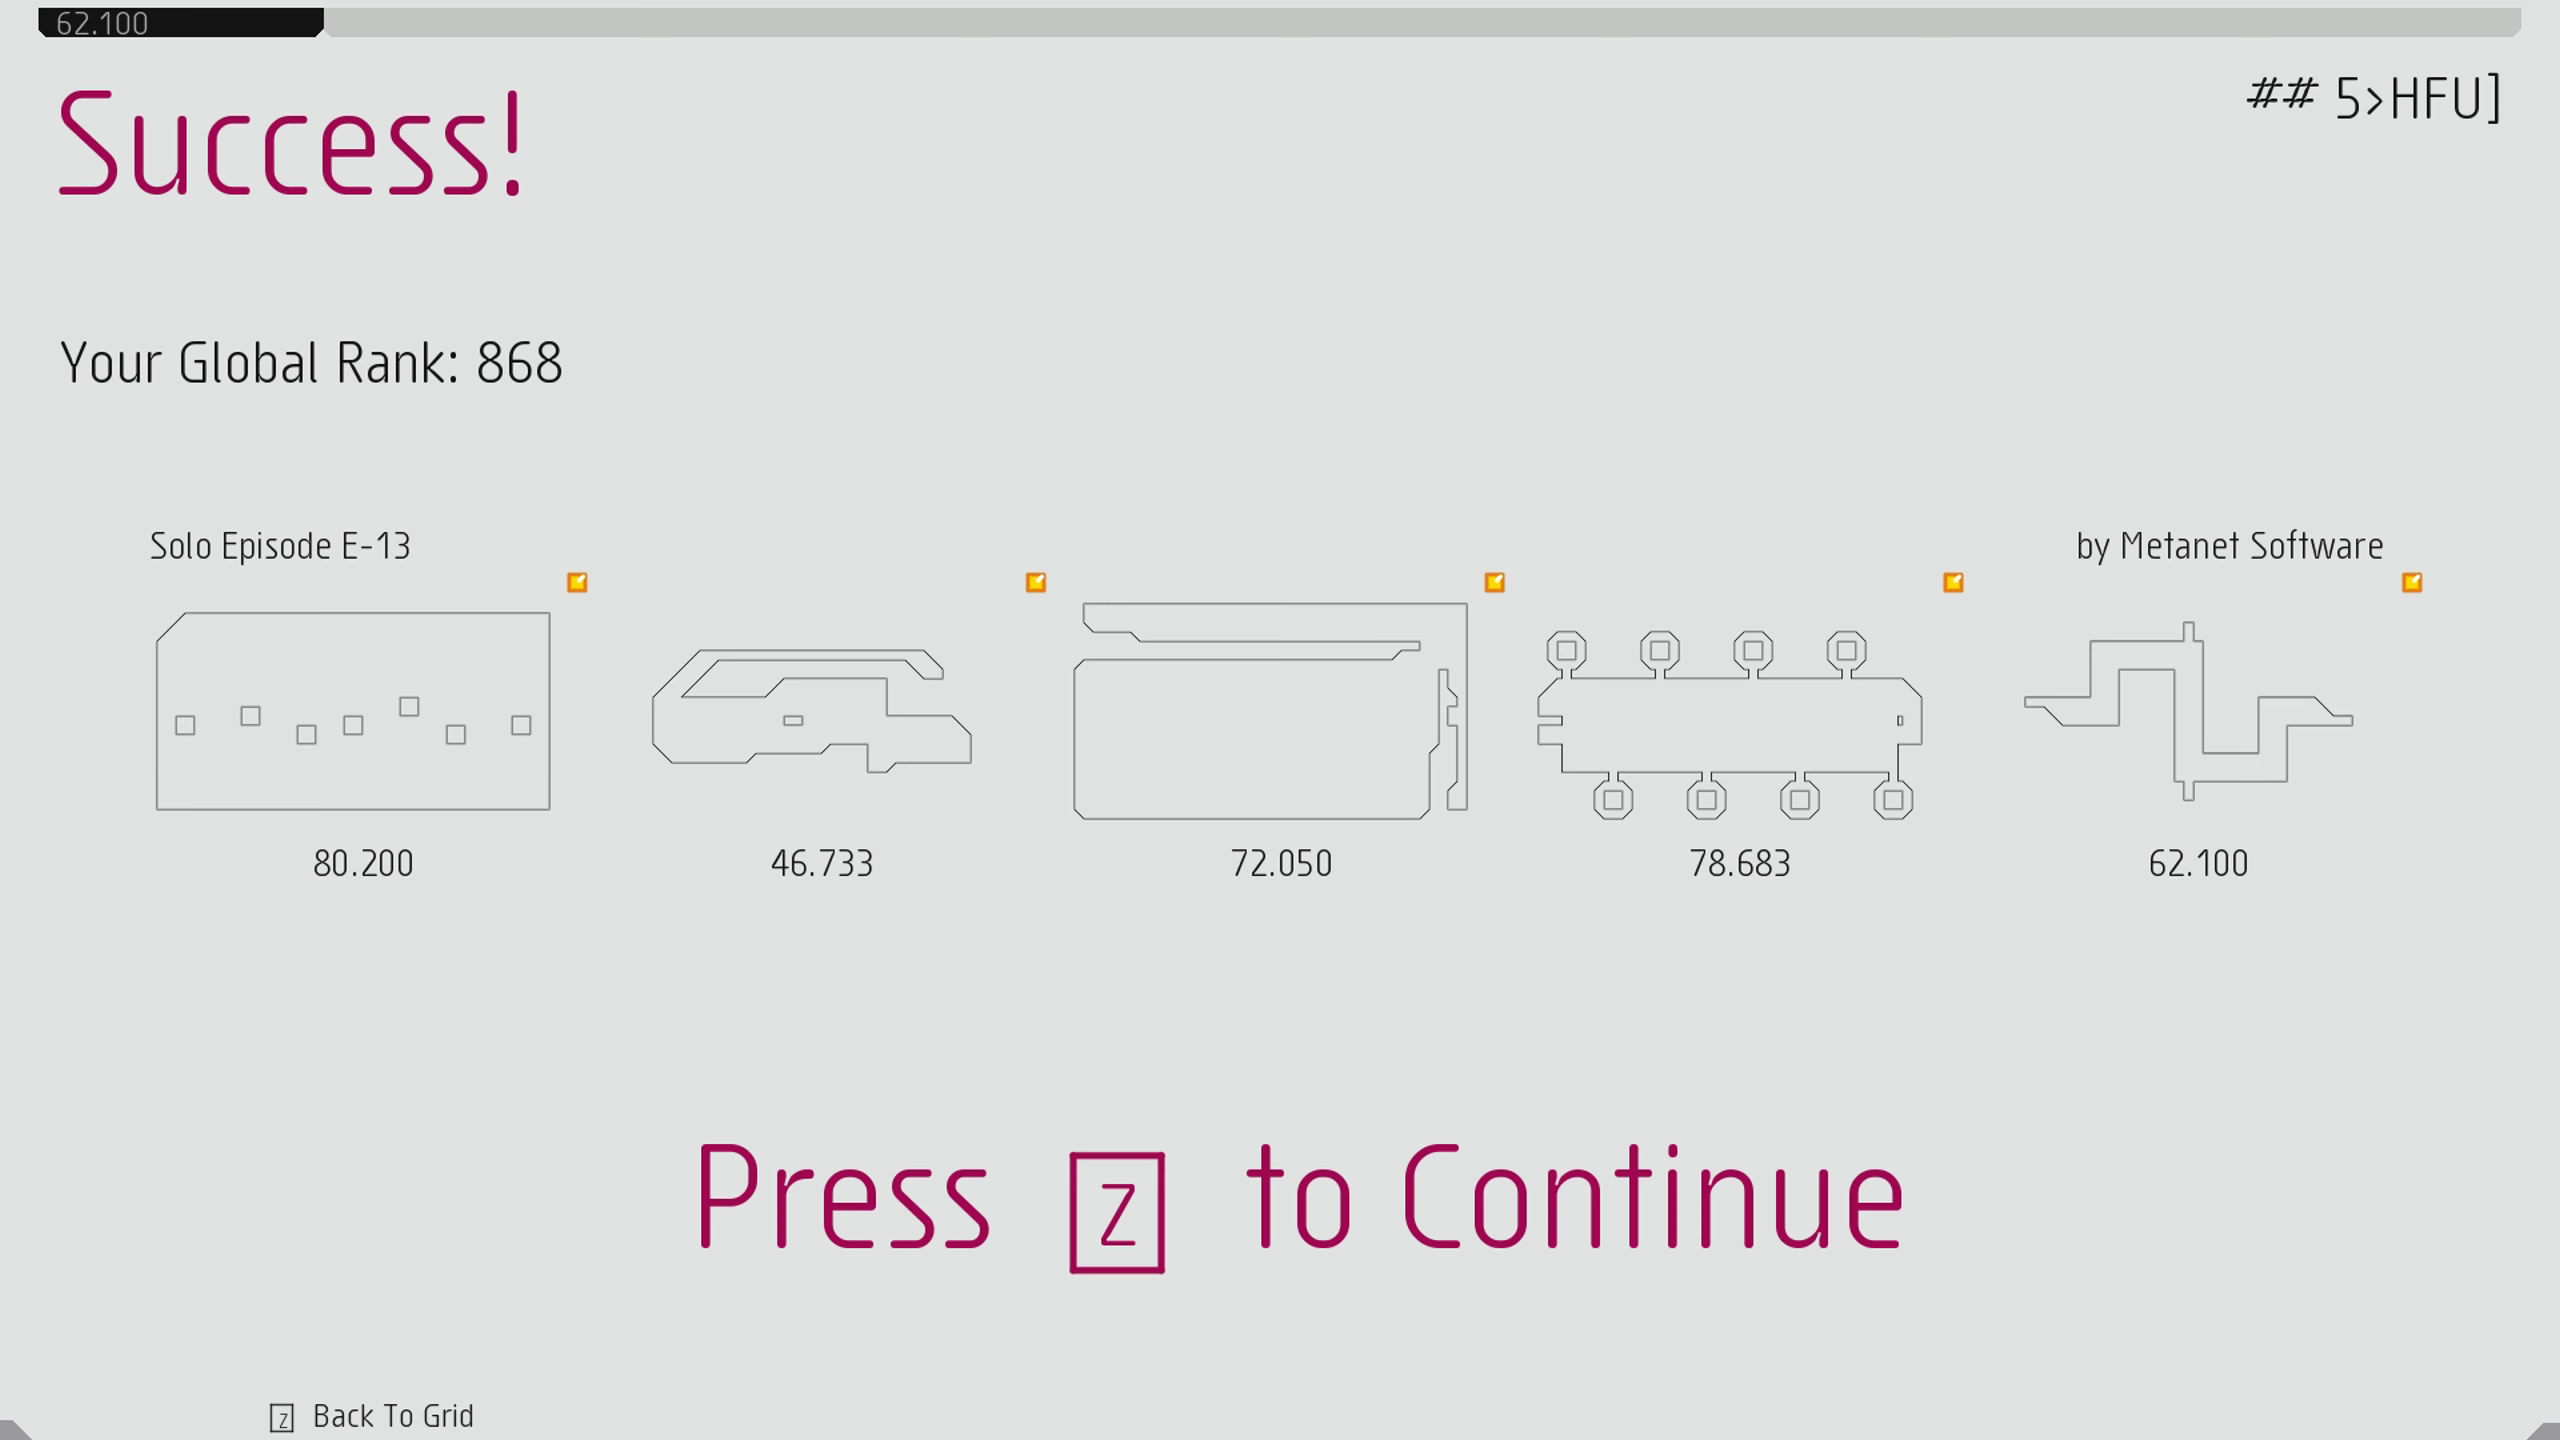 62.100
Success!
## 5>HFU]
Your Global Rank: 868
Solo Episode E-13
by Metanet Software
80.200
46.733
72.050
78.683
62.100
Press Z to Continue
Z Back To Grid